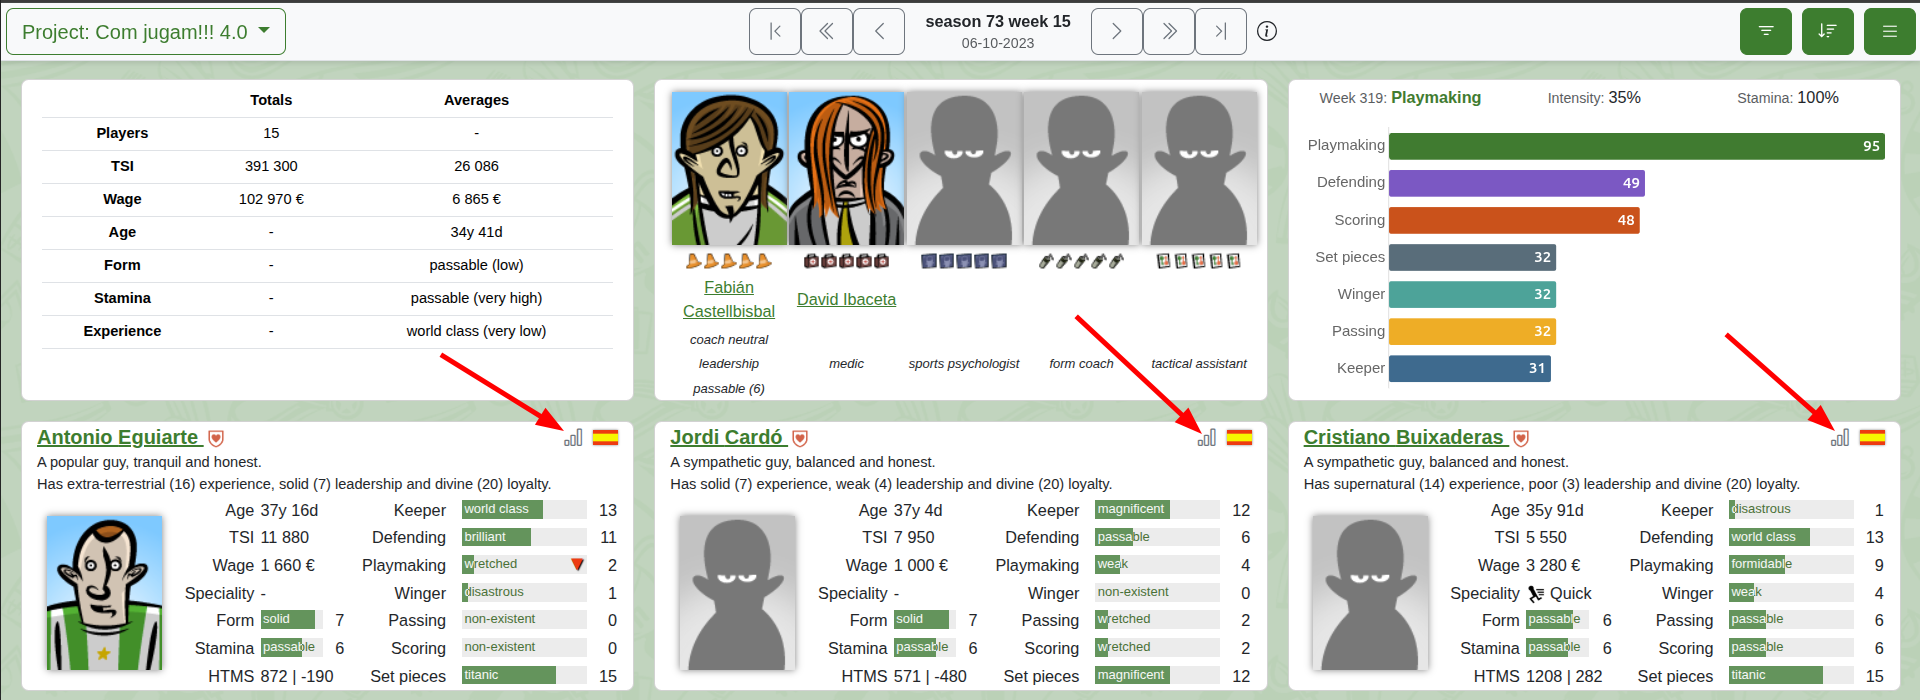 Project: Com jugam!!! 4.0
season 73 week 15
06-10-2023
Totals Averages
Players 15 -
TSI 391 300 26 086
Wage 102 970 € 6 865 €
Age - 34y 41d
Form - passable (low)
Stamina - passable (very high)
Experience - world class (very low)
Fabián
Castellbisbal
coach neutral
leadership
passable (6)
David Ibaceta
medic
sports psychologist
form coach
tactical assistant
Week 319: Playmaking Intensity: 35% Stamina: 100%
Playmaking 95
Defending 49
Scoring 48
Set pieces 32
Winger 32
Passing 32
Keeper 31
Antonio Eguiarte
A popular guy, tranquil and honest.
Has extra-terrestrial (16) experience, solid (7) leadership and divine (20) loyalty.
Age 37y 16d Keeper world class 13
TSI 11 880 Defending brilliant 11
Wage 1 660 € Playmaking wretched 2
Speciality - Winger disastrous 1
Form solid 7 Passing non-existent 0
Stamina passable 6 Scoring non-existent 0
HTMS 872 | -190 Set pieces titanic 15
Jordi Cardó
A sympathetic guy, balanced and honest.
Has solid (7) experience, weak (4) leadership and divine (20) loyalty.
Age 37y 4d Keeper magnificent 12
TSI 7 950 Defending passable 6
Wage 1 000 € Playmaking weak 4
Speciality - Winger non-existent 0
Form solid 7 Passing wretched 2
Stamina passable 6 Scoring wretched 2
HTMS 571 | -480 Set pieces magnificent 12
Cristiano Buixaderas
A sympathetic guy, balanced and honest.
Has supernatural (14) experience, poor (3) leadership and divine (20) loyalty.
Age 35y 91d Keeper disastrous 1
TSI 5 550 Defending world class 13
Wage 3 280 € Playmaking formidable 9
Speciality Quick Winger weak 4
Form passable 6 Passing passable 6
Stamina passable 6 Scoring passable 6
HTMS 1208 | 282 Set pieces titanic 15